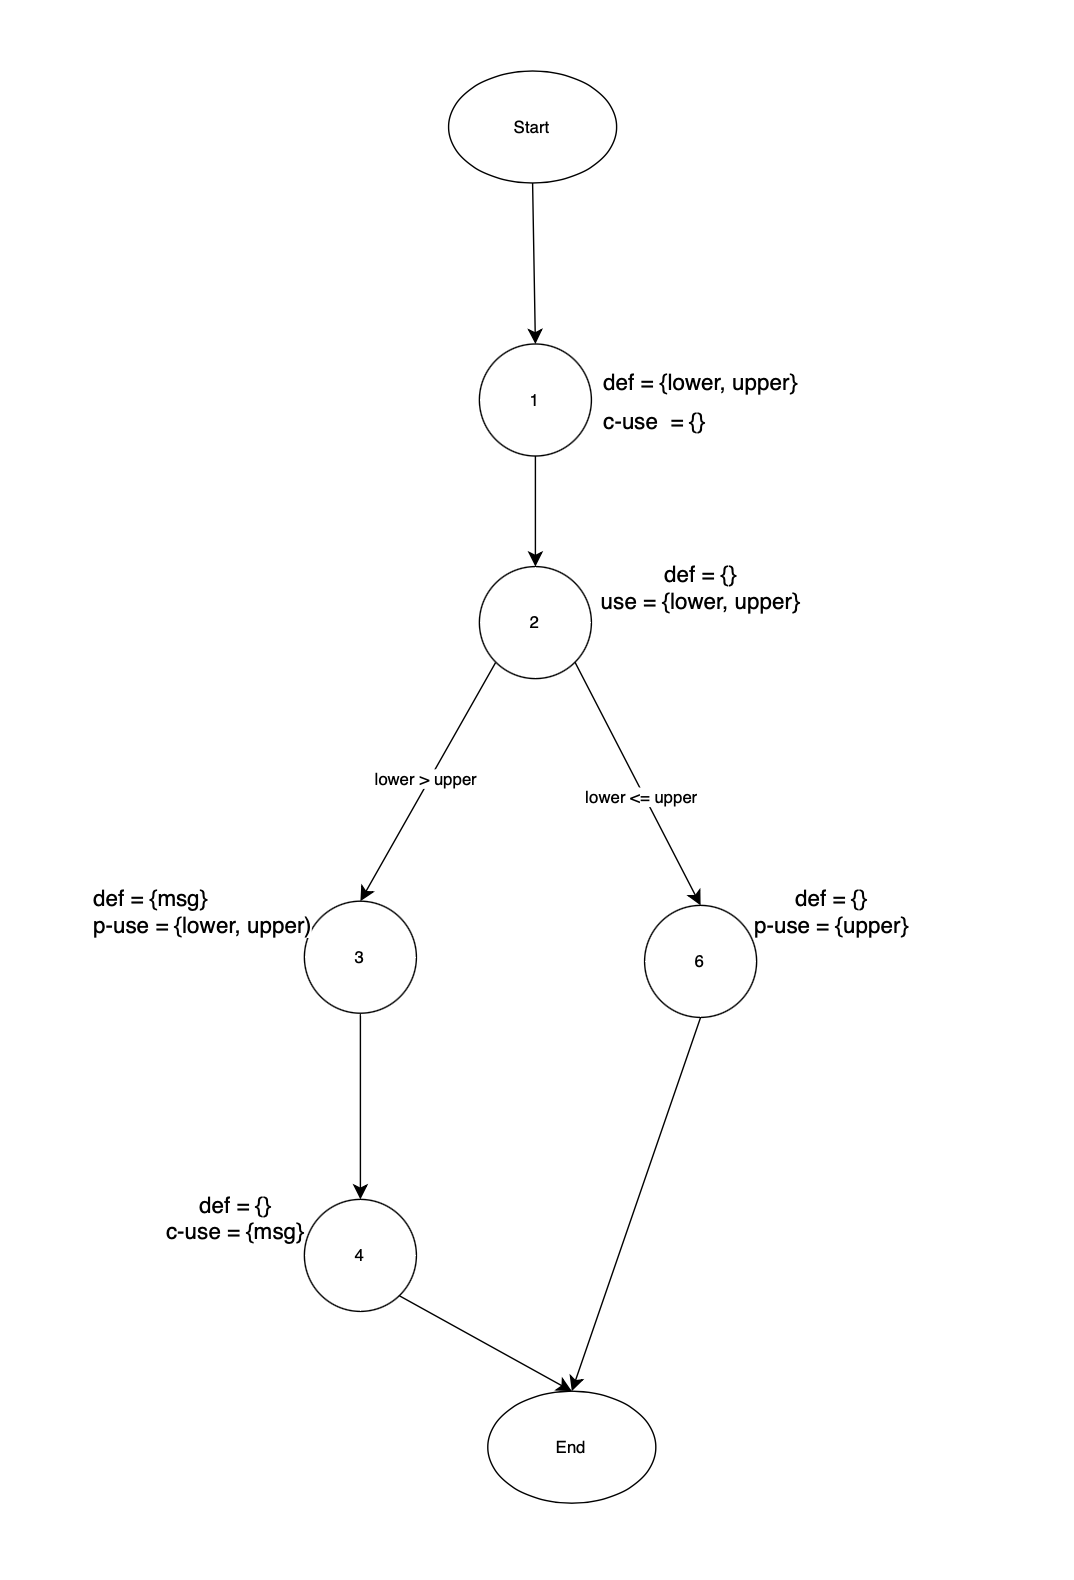 Start
1
def = {lower, upper}
c-use  = {}
2
def = {}
use = {lower, upper}
lower > upper
lower <= upper
def = {msg}
p-use = {lower, upper)
3
6
def = {}
p-use = {upper}
def = {}
c-use = {msg}
4
End